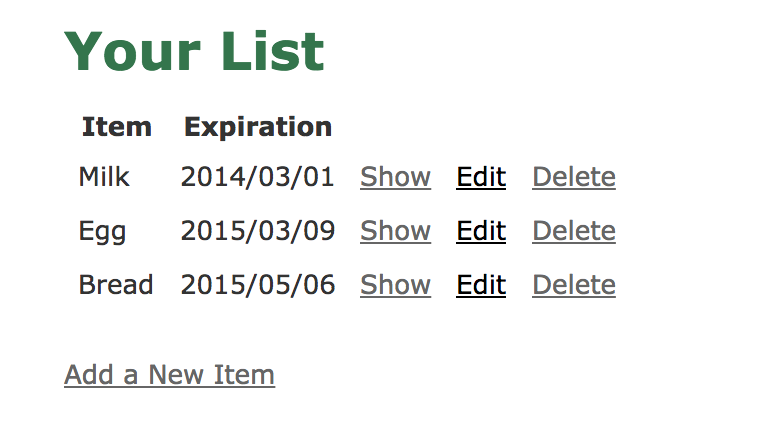 Your List
Item Expiration
Milk 2014/03/01 Show Edit Delete
Egg 2015/03/09 Show Edit Delete
Bread 2015/05/06 Show Edit Delete
Add a New Item